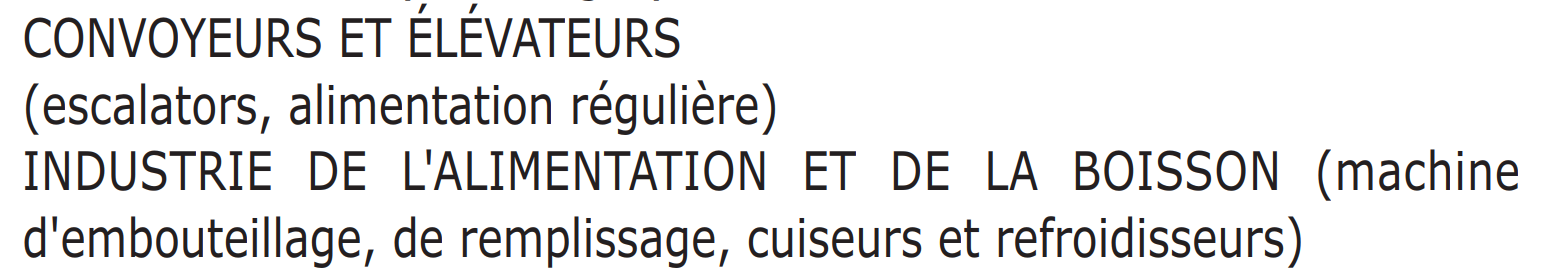 CONVOYEURS ET ÉLÉVATEURS
(escalators, alimentation régulière)
INDUSTRIE DE L'ALIMENTATION ET DE LA BOISSON (machine
d'embouteillage, de remplissage, cuiseurs et refroidisseurs)